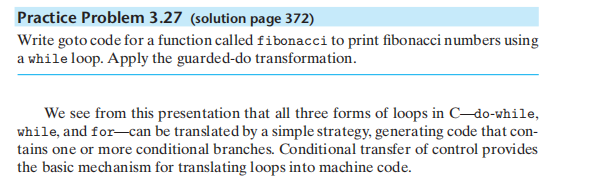 Practice Problem 3.27 (solution page 372)
Write goto code for a function called fibonacci to print fibonacci numbers using
a while loop. Apply the guarded-do transformation.
We see from this presentation that all three forms of loops in C—do-while,
while, and for—can be translated by a simple strategy, generating code that con-
tains one or more conditional branches. Conditional transfer of control provides
the basic mechanism for translating loops into machine code.